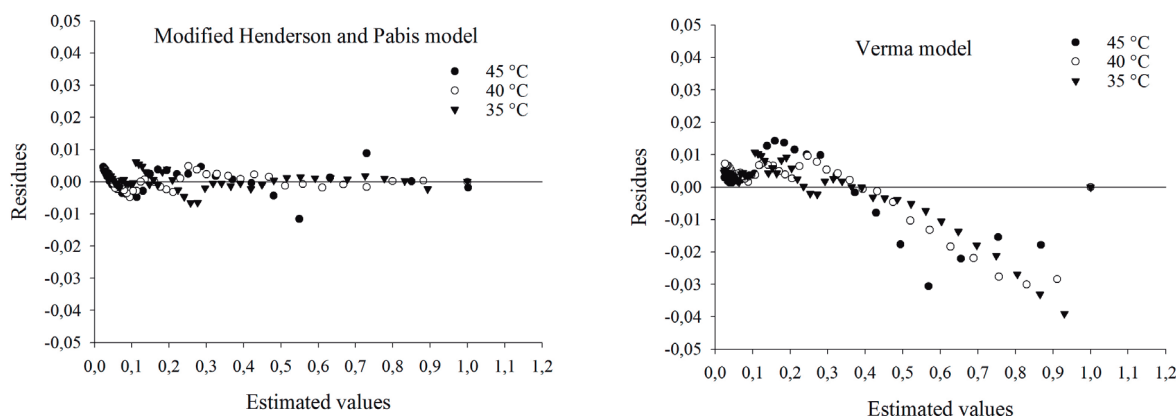 Modified Henderson and Pabis model
45 °C
40 °C
35 °C
Residues
0,05
0,04
0,03
0,02
0,01
0,00
-0,01
-0,02
-0,03
-0,04
-0,05
0,0 0,1 0,2 0,3 0,4 0,5 0,6 0,7 0,8 0,9 1,0 1,1 1,2
Estimated values
Verma model
45 °C
40 °C
35 °C
Residues
0,05
0,04
0,03
0,02
0,01
0,00
-0,01
-0,02
-0,03
-0,04
-0,05
0,0 0,1 0,2 0,3 0,4 0,5 0,6 0,7 0,8 0,9 1,0 1,1 1,2
Estimated values